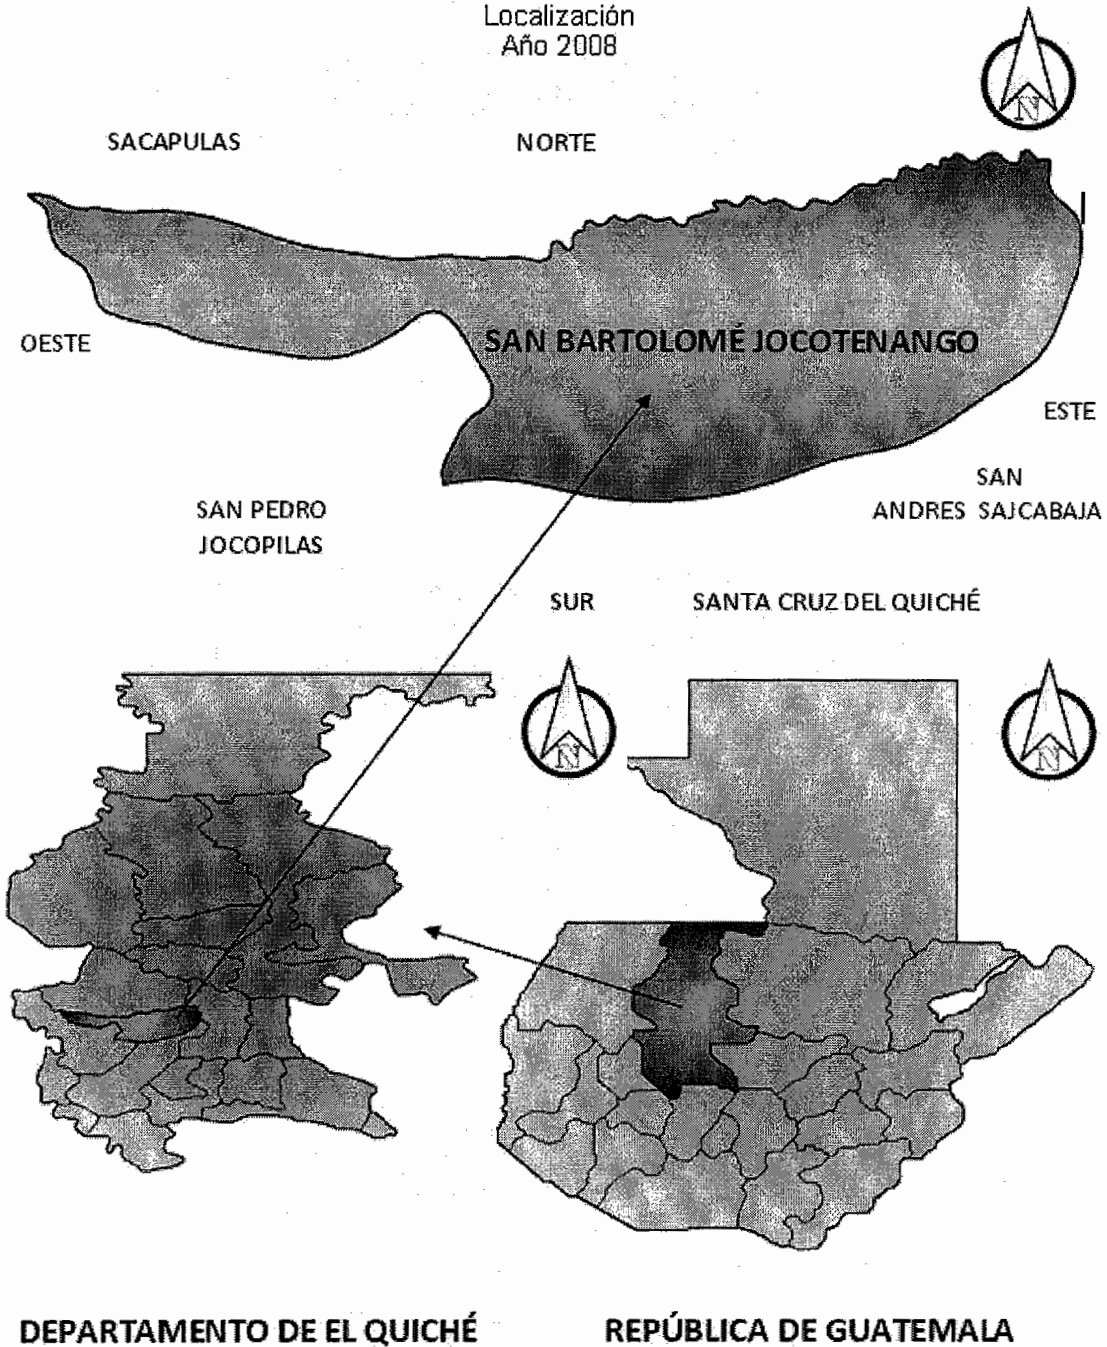 Localización
Año 2008
N
SACAPULAS
NORTE
SAN BARTOLOMÉ JOCOTENANGO
OESTE
ESTE
SAN
ANDRES SAJCABAJA
SAN PEDRO
JOCOPILAS
SUR
SANTA CRUZ DEL QUICHÉ
N
N
DEPARTAMENTO DE EL QUICHÉ
REPÚBLICA DE GUATEMALA